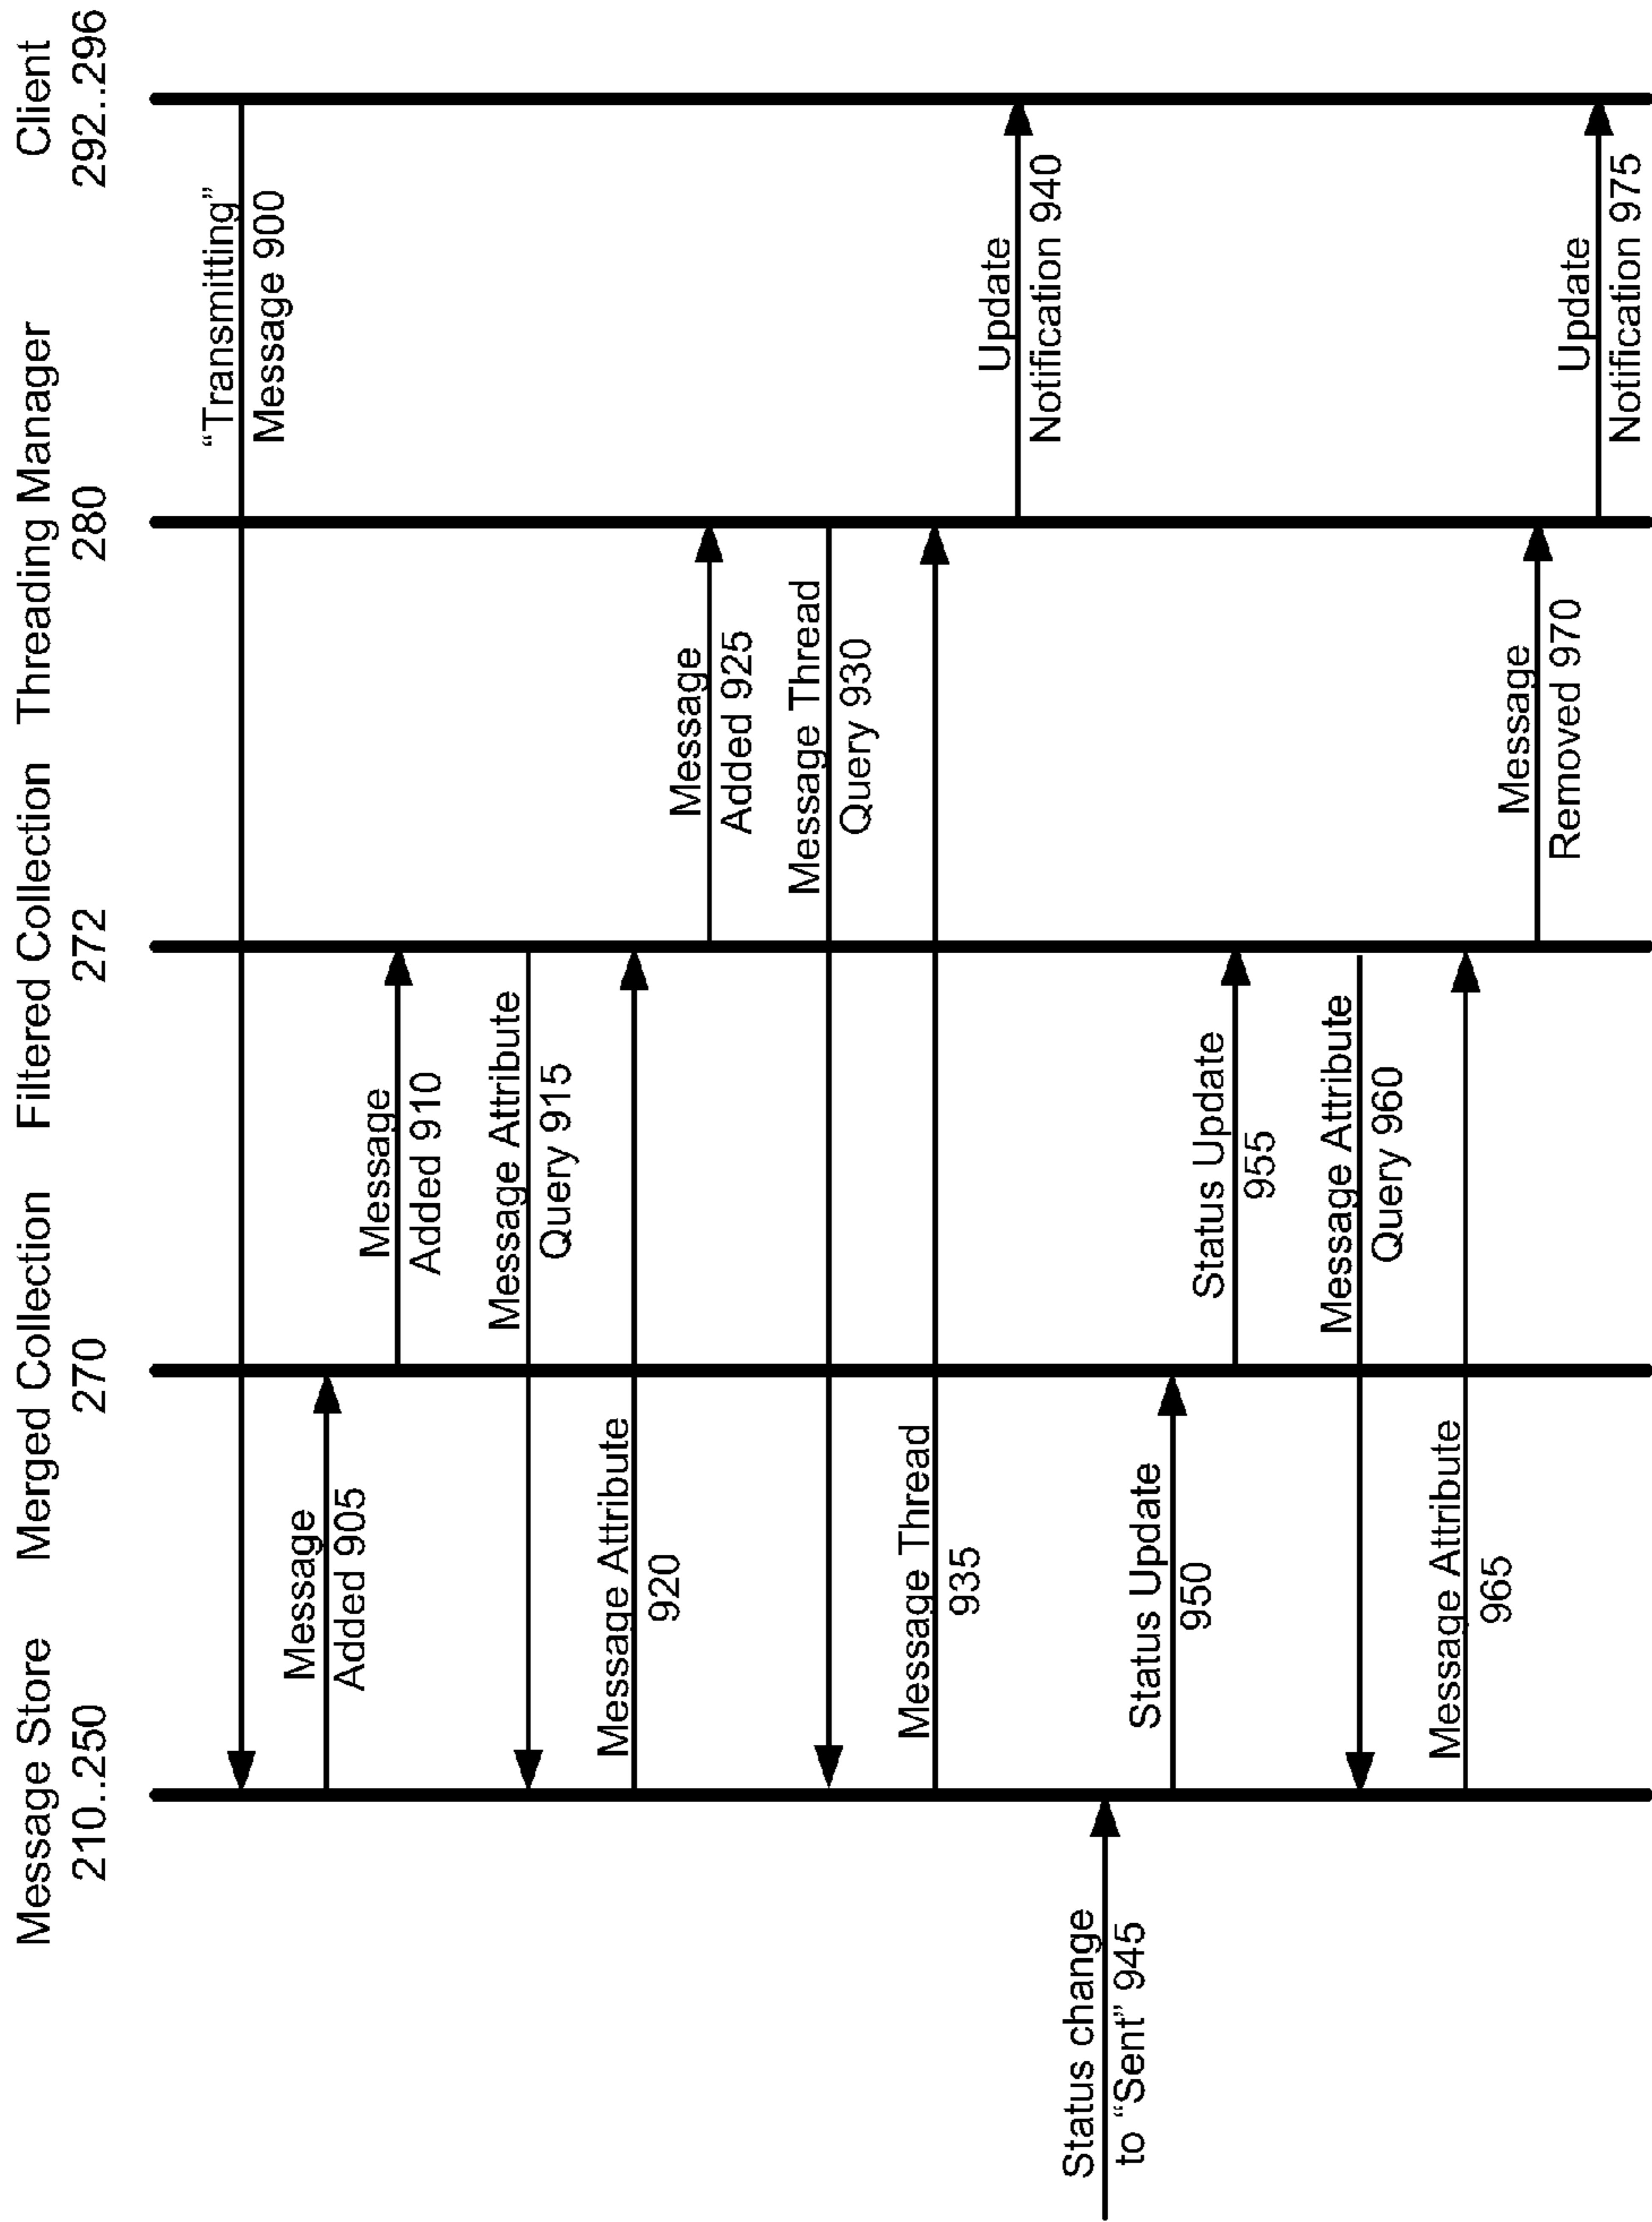 Message Store
210..250
Merged Collection
270
Filtered Collection
272
Threading Manager
280
Client
292..296
“Transmitting”
Message 900
Message
Added 905
Message
Added 910
Message Attribute
Query 915
Message Attribute
920
Message
Added 925
Message Thread
Query 930
Message Thread
935
Update
Notification 940
Status change
to “Sent” 945
Status Update
950
Status Update
955
Message Attribute
Query 960
Message Attribute
965
Message
Removed 970
Update
Notification 975